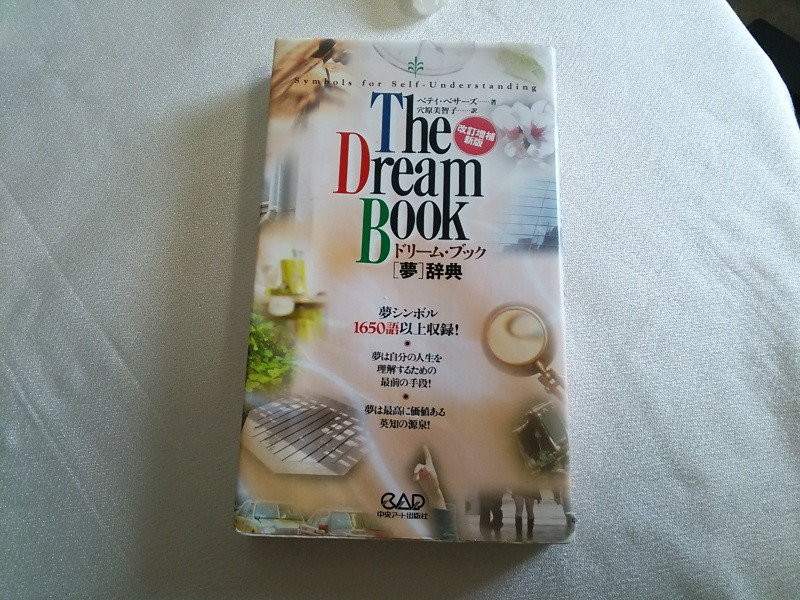 Symbols for Self-Understanding
ベティ・ベサーズ……著
穴原美智子……訳
The
Dream
Book
改訂増補
新版
ドリーム・ブック
[夢]辞典
夢シンボル
1650語以上収録!
夢は自分の人生を
理解するための
最前の手段!
夢は最高に価値ある
英知の源泉!
CAD
中央アート出版社